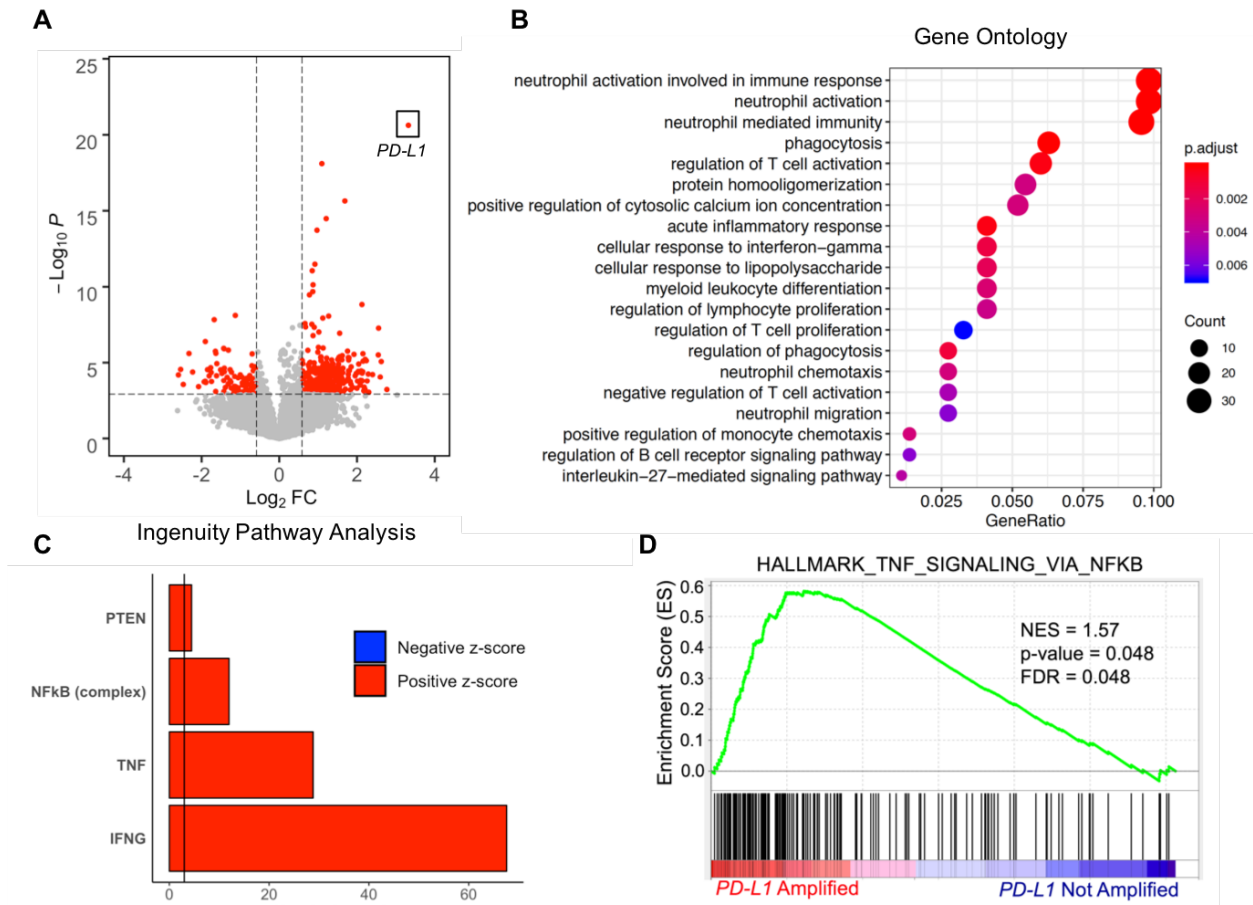 A
25
20
15
10
5
0
−Log10 P
PD-L1
-4
-2
0
2
4
Log2 FC
B
Gene Ontology
neutrophil activation involved in immune response
neutrophil activation
neutrophil mediated immunity
phagocytosis
regulation of T cell activation
protein homooligomerization
positive regulation of cytosolic calcium ion concentration
acute inflammatory response
cellular response to interferon−gamma
cellular response to lipopolysaccharide
myeloid leukocyte differentiation
regulation of lymphocyte proliferation
regulation of T cell proliferation
regulation of phagocytosis
neutrophil chemotaxis
negative regulation of T cell activation
neutrophil migration
positive regulation of monocyte chemotaxis
regulation of B cell receptor signaling pathway
interleukin−27−mediated signaling pathway
0.025
0.050
0.075
0.100
GeneRatio
p.adjust
0.002
0.004
0.006
Count
10
20
30
C
Ingenuity Pathway Analysis
PTEN
NFkB (complex)
TNF
IFNG
Negative z-score
Positive z-score
0
20
40
60
D
HALLMARK_TNF_SIGNALING_VIA_NFKB
Enrichment Score (ES)
0.6
0.5
0.4
0.3
0.2
0.1
0.0
NES = 1.57
p-value = 0.048
FDR = 0.048
PD-L1 Amplified
PD-L1 Not Amplified